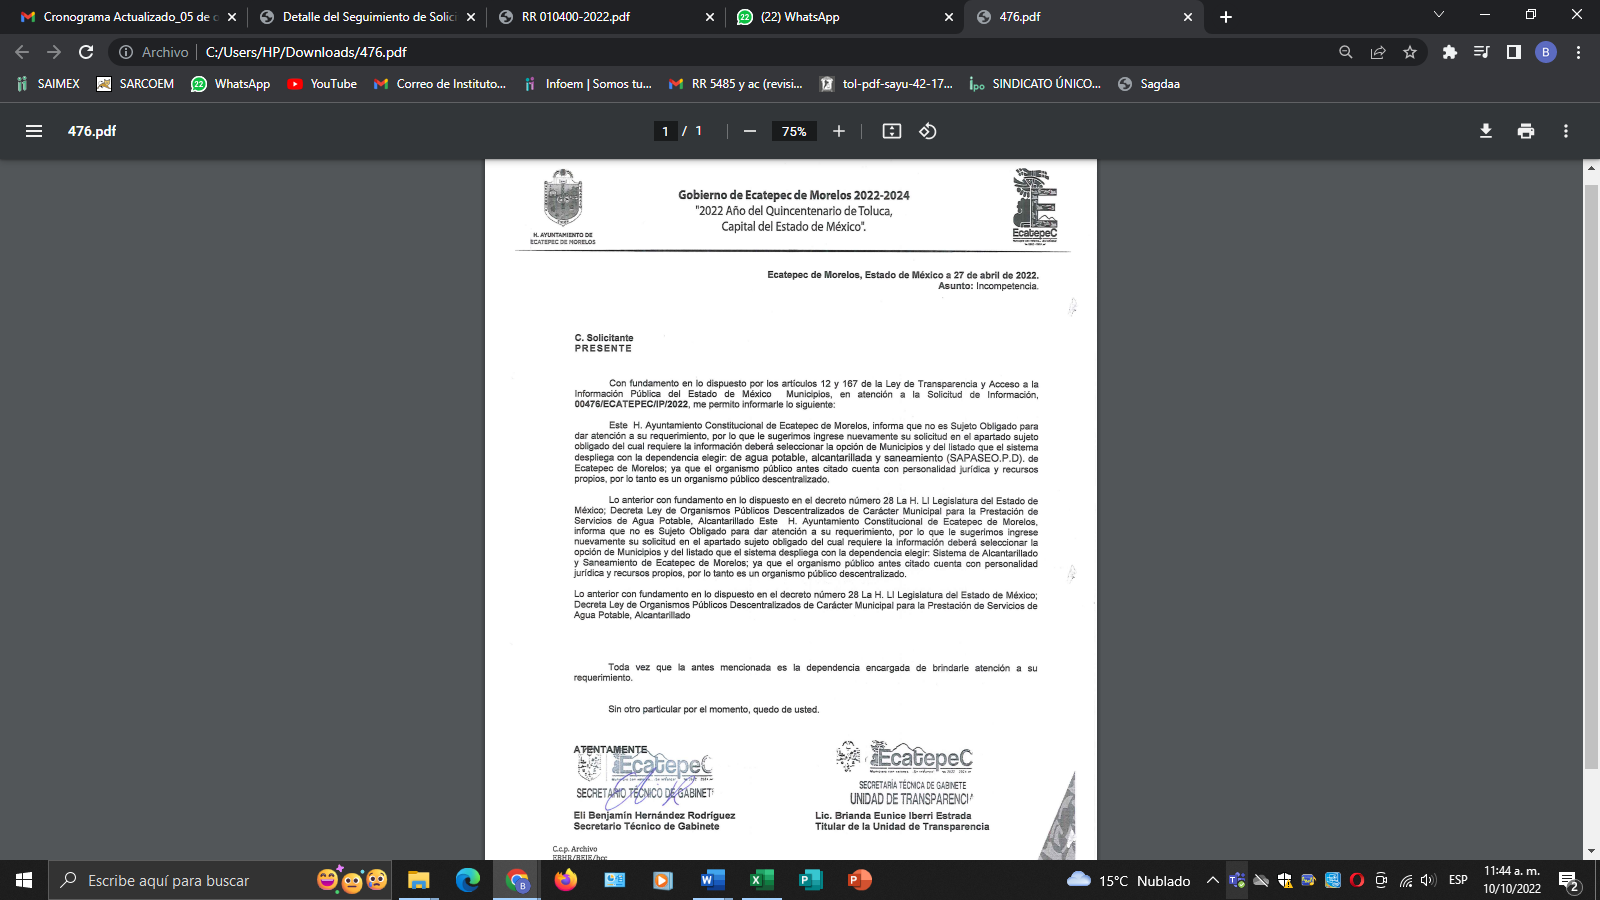 Cronograma Actualizado_05 de o
Detalle del Seguimiento de Solici
RR 010400-2022.pdf
(22) WhatsApp
476.pdf
Archivo
C:/Users/HP/Downloads/476.pdf
B
SAIMEX
SARCOEM
22
WhatsApp
YouTube
Correo de Instituto...
Infoem | Somos tu...
RR 5485 y ac (revisi...
tol-pdf-sayu-42-17...
SINDICATO ÚNICO...
Sagdaa
476.pdf
1 / 1
75%
H. AYUNTAMIENTO DE
ECATEPEC DE MORELOS
Gobierno de Ecatepec de Morelos 2022-2024
"2022 Año del Quincentenario de Toluca,
Capital del Estado de México".
EcatepeC
Ecatepec de Morelos, Estado de México a 27 de abril de 2022.
Asunto: Incompetencia.
C. Solicitante
PRESENTE
Con fundamento en lo dispuesto por los artículos 12 y 167 de la Ley de Transparencia y Acceso a la
Información Pública del Estado de México Municipios, en atención a la Solicitud de Información,
00476/ECATEPEC/IP/2022, me permito informarle lo siguiente:
Este H. Ayuntamiento Constitucional de Ecatepec de Morelos, informa que no es Sujeto Obligado para
dar atención a su requerimiento, por lo que le sugerimos ingrese nuevamente su solicitud en el apartado sujeto
obligado del cual requiere la información deberá seleccionar la opción de Municipios y del listado que el sistema
despliega con la dependencia elegir: de agua potable, alcantarillada y saneamiento (SAPASEO.P.D). de
Ecatepec de Morelos; ya que el organismo público antes citado cuenta con personalidad jurídica y recursos
propios, por lo tanto es un organismo público descentralizado.
Lo anterior con fundamento en lo dispuesto en el decreto número 28 La H. LI Legislatura del Estado de
México; Decreta Ley de Organismos Públicos Descentralizados de Carácter Municipal para la Prestación de
Servicios de Agua Potable, Alcantarillado Este H. Ayuntamiento Constitucional de Ecatepec de Morelos,
informa que no es Sujeto Obligado para dar atención a su requerimiento, por lo que le sugerimos ingrese
nuevamente su solicitud en el apartado sujeto obligado del cual requiere la información deberá seleccionar la
opción de Municipios y del listado que el sistema despliega con la dependencia elegir: Sistema de Alcantarillado
y Saneamiento de Ecatepec de Morelos; ya que el organismo público antes citado cuenta con personalidad
jurídica y recursos propios, por lo tanto es un organismo público descentralizado.
Lo anterior con fundamento en lo dispuesto en el decreto número 28 La H. LI Legislatura del Estado de México;
Decreta Ley de Organismos Públicos Descentralizados de Carácter Municipal para la Prestación de Servicios de
Agua Potable, Alcantarillado
Toda vez que la antes mencionada es la dependencia encargada de brindarle atención a su
requerimiento.
Sin otro particular por el momento, quedo de usted.
ATENTAMENTE
EcatepeC
SECRETARIO TÉCNICO DE GABINET
Eli Benjamín Hernández Rodríguez
Secretario Técnico de Gabinete
EcatepeC
SECRETARÍA TÉCNICA DE GABINETE
UNIDAD DE TRANSPARENCIA
Lic. Brianda Eunice Iberri Estrada
Titular de la Unidad de Transparencia
C.c.p. Archivo
EBHR/BEIE/hcc
Escribe aquí para buscar
15°C Nublado
ESP
11:44 a. m.
10/10/2022
2